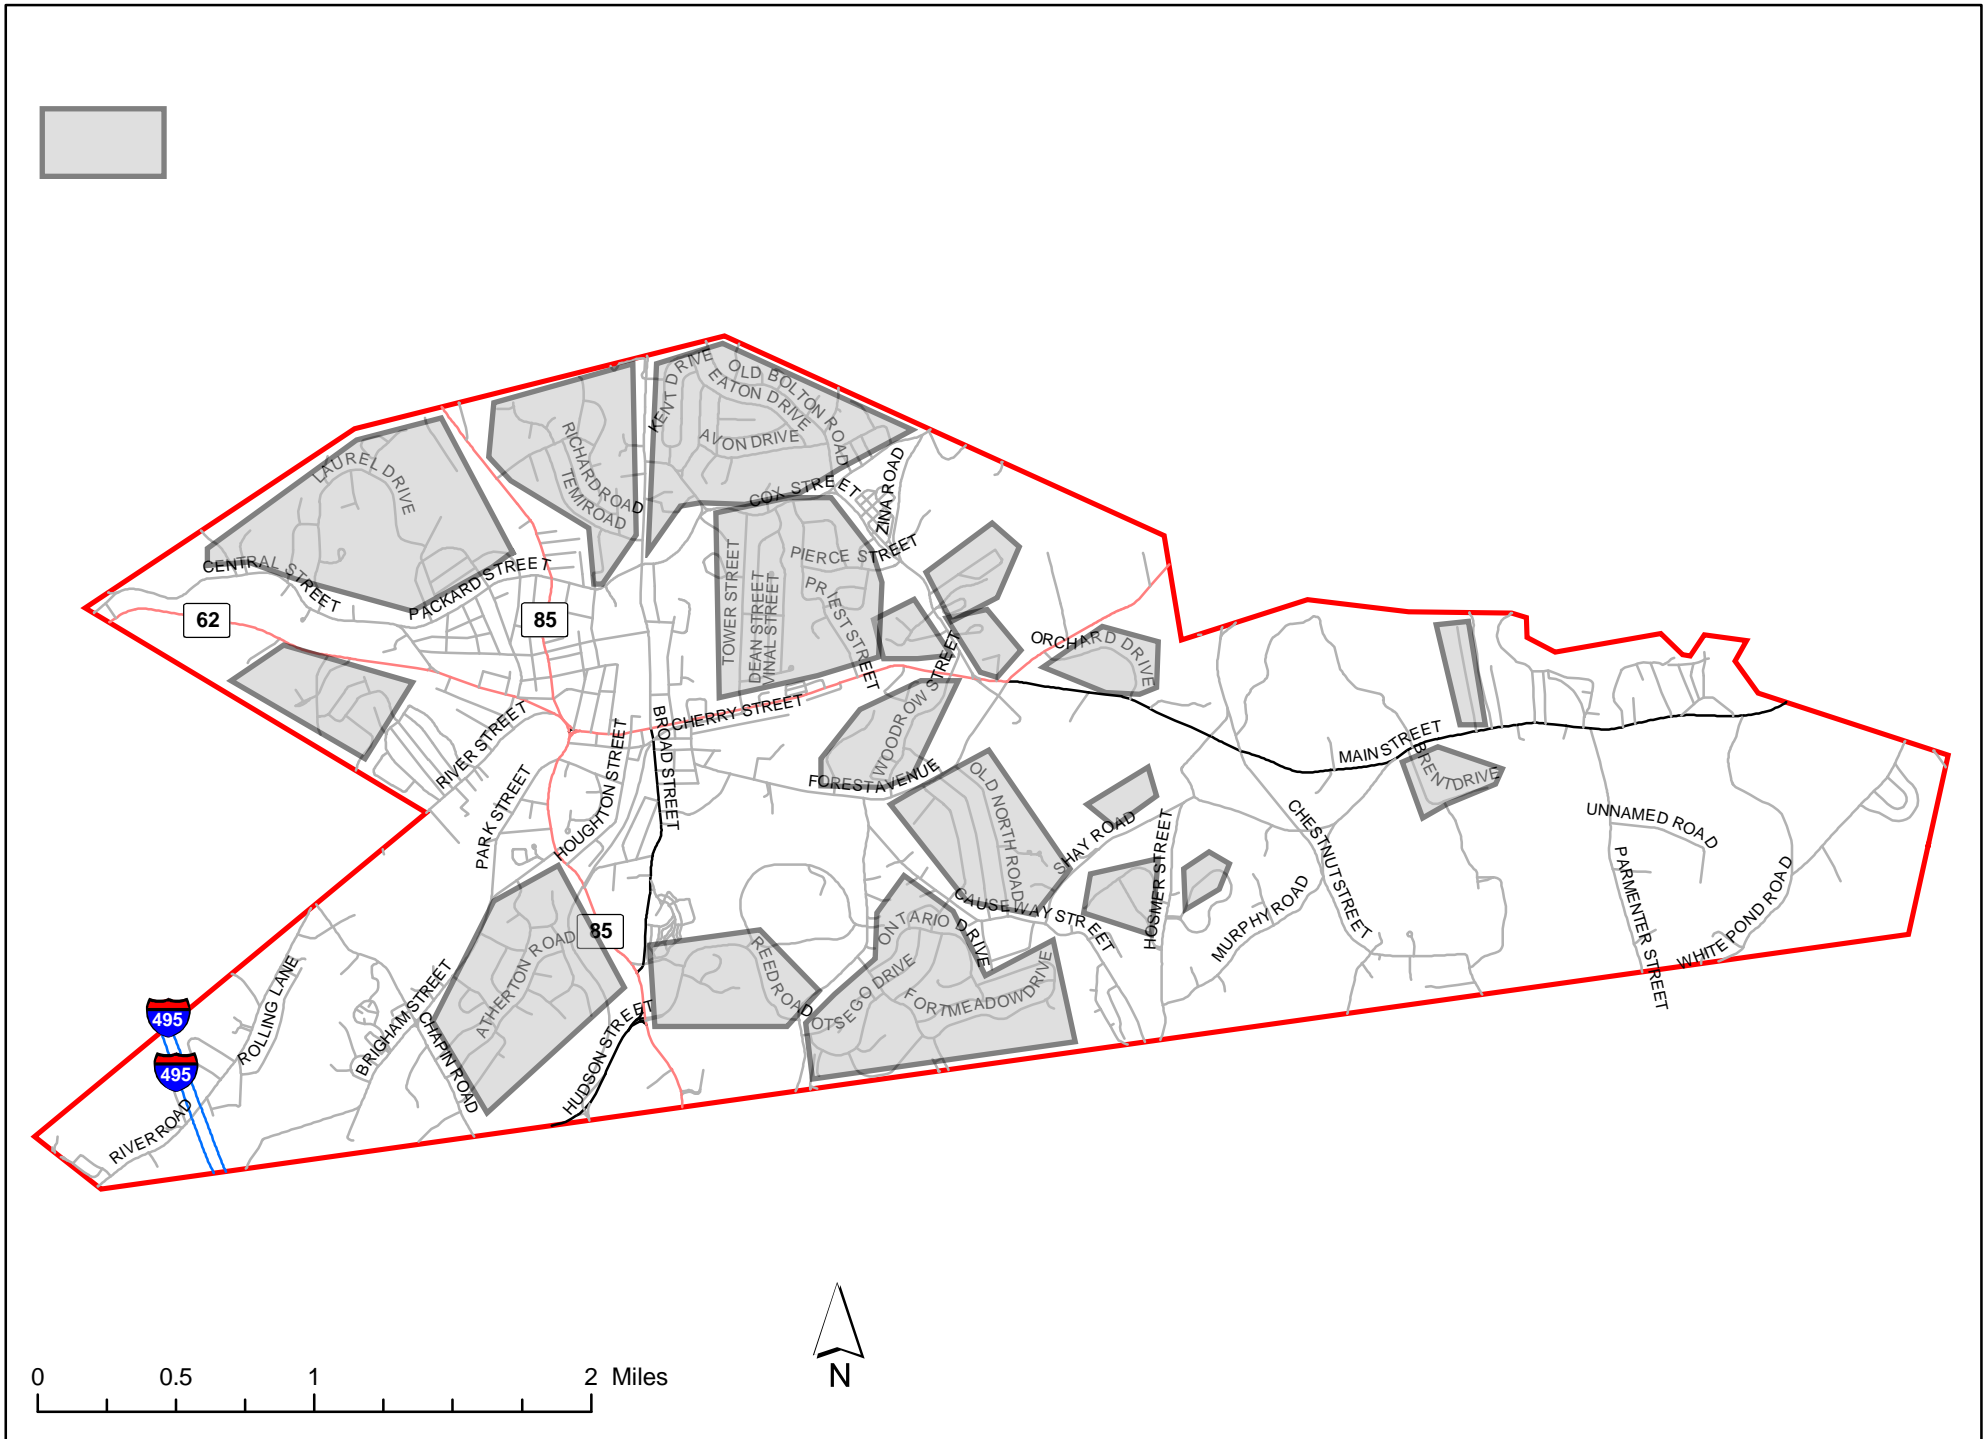 KENT DRIVE
OLD BOLTON ROAD
EATON DRIVE
AVON DRIVE
RICHARD ROAD
TEMI ROAD
LAUREL DRIVE
COX STREET
ZINA ROAD
CENTRAL STREET
PACKARD STREET
PIERCE STREET
PRIEST STREET
TOWER STREET
DEAN STREET
VINAL STREET
62
85
ORCHARD DRIVE
WOODROW STREET
CHERRY STREET
BROAD STREET
RIVER STREET
HOUGHTON STREET
PARK STREET
FOREST AVENUE
OLD NORTH ROAD
MAIN STREET
BRENT DRIVE
SHAY ROAD
HOSMER STREET
CHESTNUT STREET
UNNAMED ROAD
PARMENTER STREET
WHITE POND ROAD
MURPHY ROAD
CAUSEWAY STREET
ONTARIO DRIVE
OTSEGO DRIVE
FORT MEADOW DRIVE
REED ROAD
85
ATHERTON ROAD
BRIGHAM STREET
CHAPIN ROAD
HUDSON STREET
ROLLING LANE
495
495
RIVER ROAD
0 0.5 1 2 Miles
N